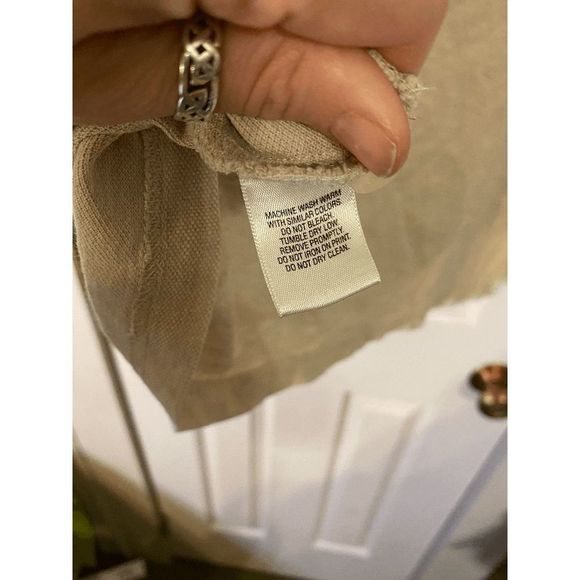 MACHINE WASH WARM
WITH SIMILAR COLORS
DO NOT BLEACH.
TUMBLE DRY LOW.
REMOVE PROMPTLY.
DO NOT IRON ON PRINT.
DO NOT DRY CLEAN.